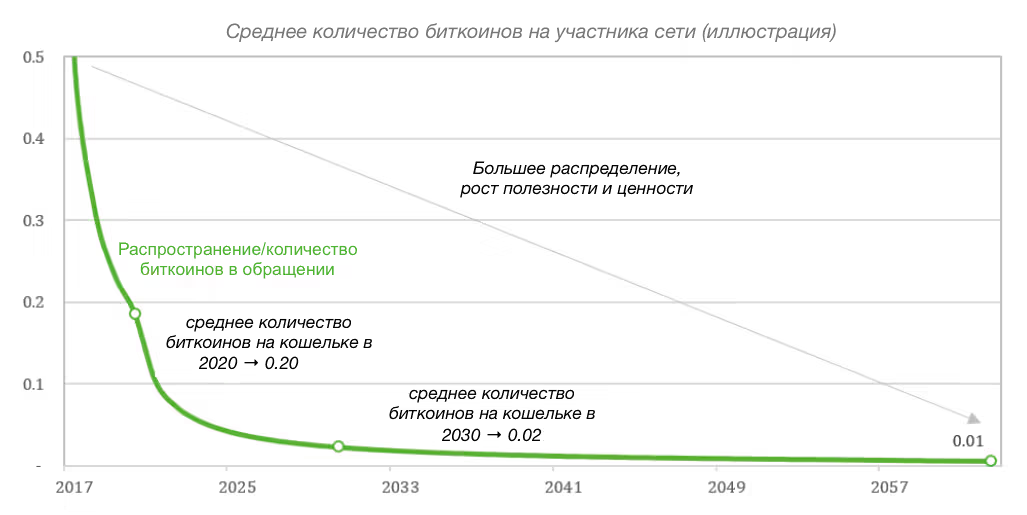 Среднее количество биткоинов на участника сети (иллюстрация)
0.5
0.4
Большее распределение,
рост полезности и ценности
0.3
Распространение/количество
биткоинов в обращении
0.2
среднее количество
биткоинов на кошельке в
2020 → 0.20
0.1
среднее количество
биткоинов на кошельке в
2030 → 0.02
0.01
-
2017 2025 2033 2041 2049 2057